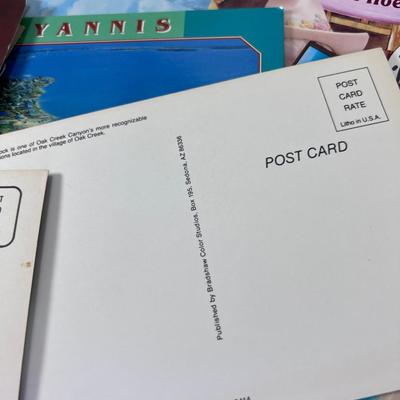 YANNIS
ock is one of Oak Creek Canyon's more recognizable
ions located in the village of Oak Creek.
POST
CARD
RATE
Litho in U.S.A.
POST CARD
Published by Bradshaw Color Studios, Box 195, Sedona, AZ 86336